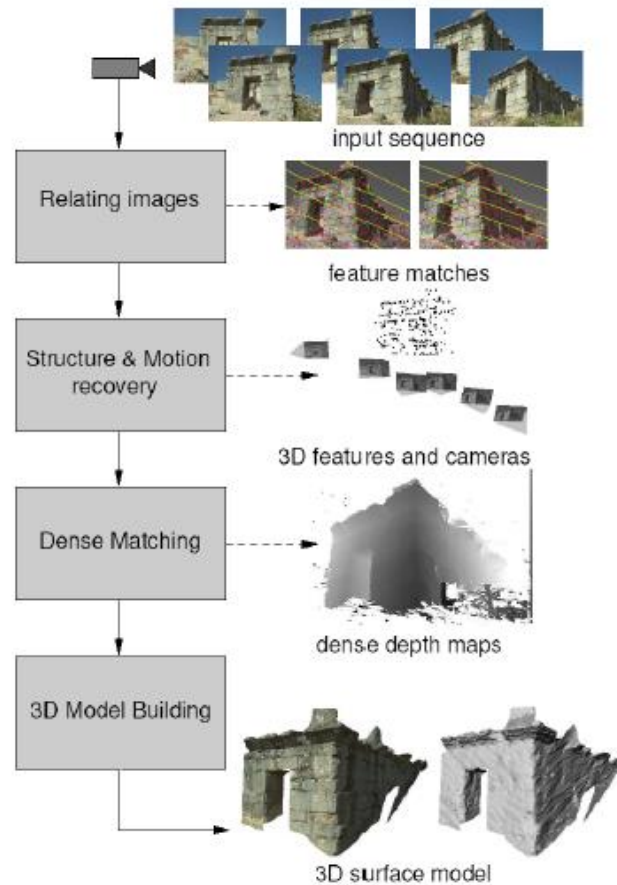 input sequence
Relating images
feature matches
Structure & Motion
recovery
3D features and cameras
Dense Matching
dense depth maps
3D Model Building
3D surface model